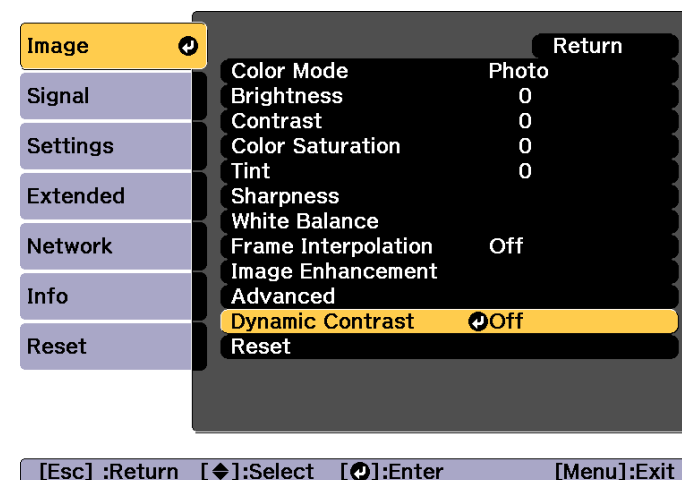 Image
Signal
Settings
Extended
Network
Info
Reset
Return
Color Mode Photo
Brightness 0
Contrast 0
Color Saturation 0
Tint 0
Sharpness
White Balance
Frame Interpolation Off
Image Enhancement
Advanced
Dynamic Contrast Off
Reset
[Esc] :Return [◆]:Select [↵]:Enter [Menu]:Exit